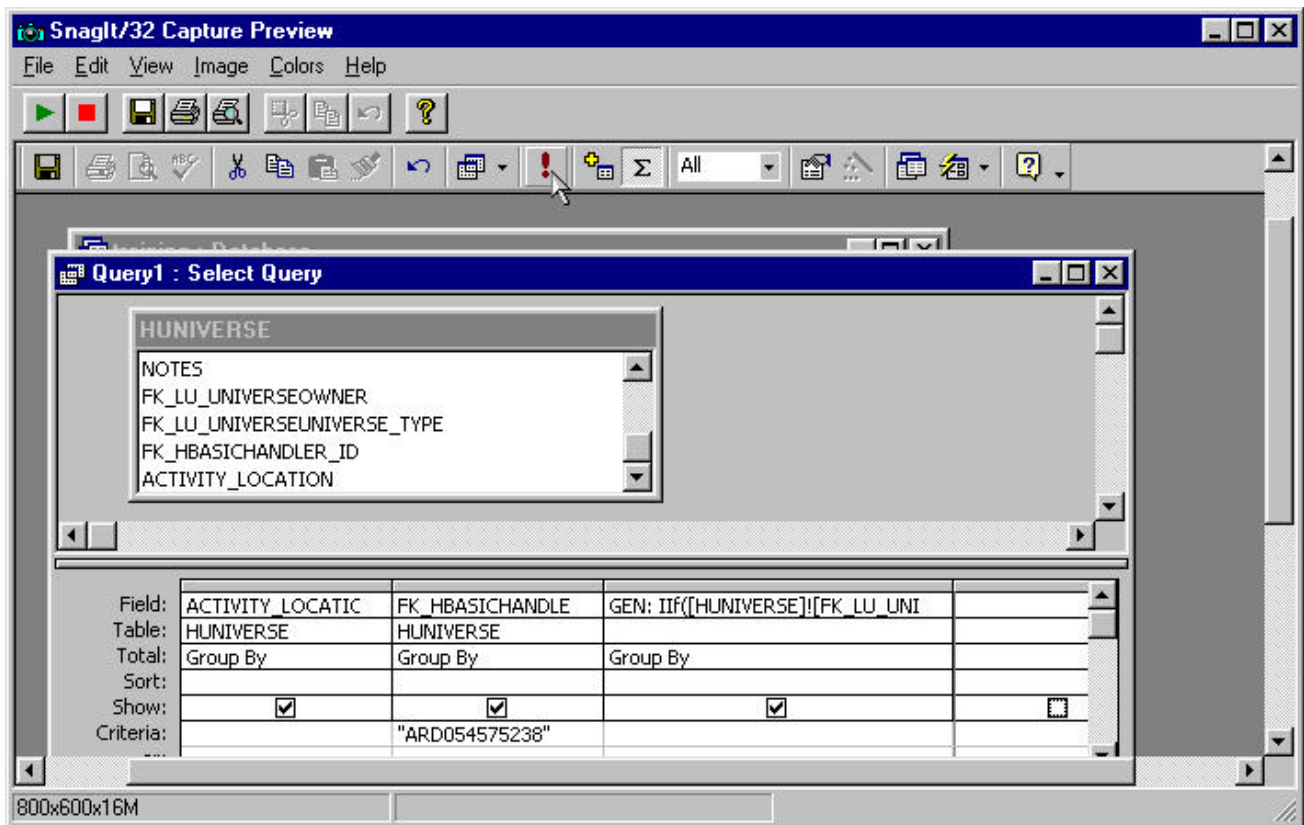 SnagIt/32 Capture Preview
File Edit View Image Colors Help
All
training : Database
Query1 : Select Query
HUNIVERSE
NOTES
FK_LU_UNIVERSEOWNER
FK_LU_UNIVERSEUNIVERSE_TYPE
FK_HBASICHANDLER_ID
ACTIVITY_LOCATION
Field: ACTIVITY_LOCATIC FK_HBASICHANDLE GEN: IIf([HUNIVERSE]![FK_LU_UNI
Table: HUNIVERSE HUNIVERSE
Total: Group By Group By Group By
Sort:
Show:
Criteria: "ARD054575238"
800x600x16M